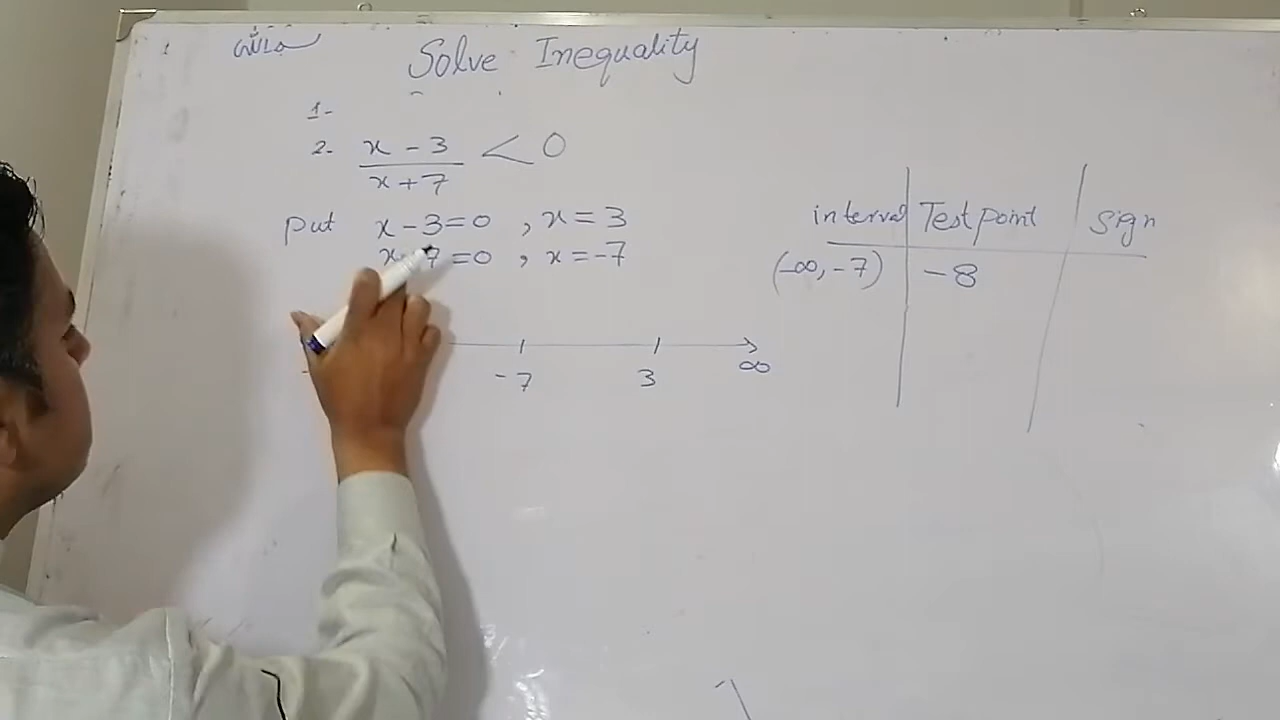 Solve Inequality
1-
2- x - 3 / x + 7 < 0
put x - 3 = 0 , x = 3
x + 7 = 0 , x = -7
-7 3 ∞
interval Test point Sign
(-∞, -7) -8